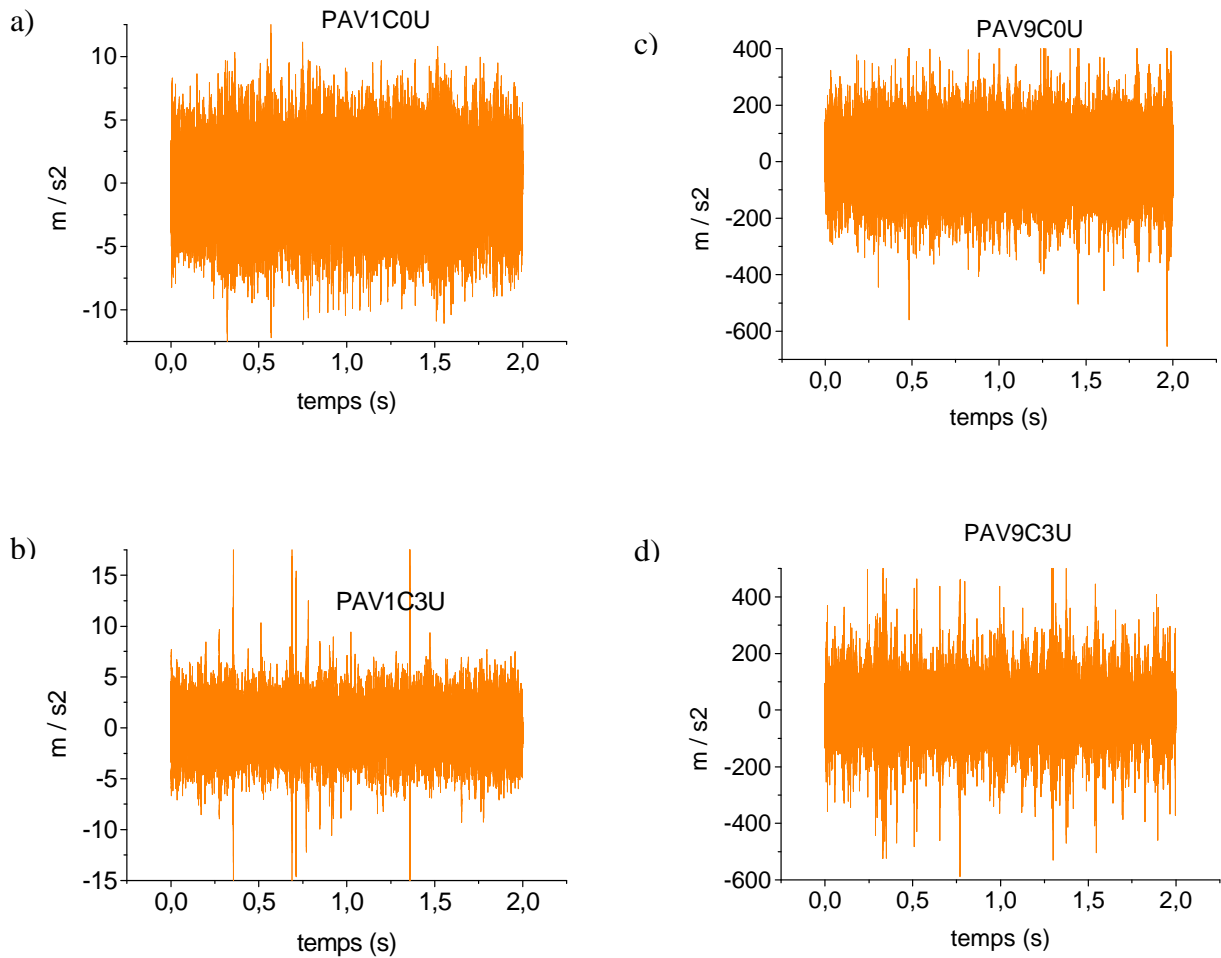 a)
PAV1C0U
10
5
0
-5
-10
m / s2
0,0 0,5 1,0 1,5 2,0
temps (s)
c)
PAV9C0U
400
200
0
-200
-400
-600
m / s2
0,0 0,5 1,0 1,5 2,0
temps (s)
b)
PAV1C3U
15
10
5
0
-5
-10
-15
m / s2
0,0 0,5 1,0 1,5 2,0
temps (s)
d)
PAV9C3U
400
200
0
-200
-400
-600
m / s2
0,0 0,5 1,0 1,5 2,0
temps (s)